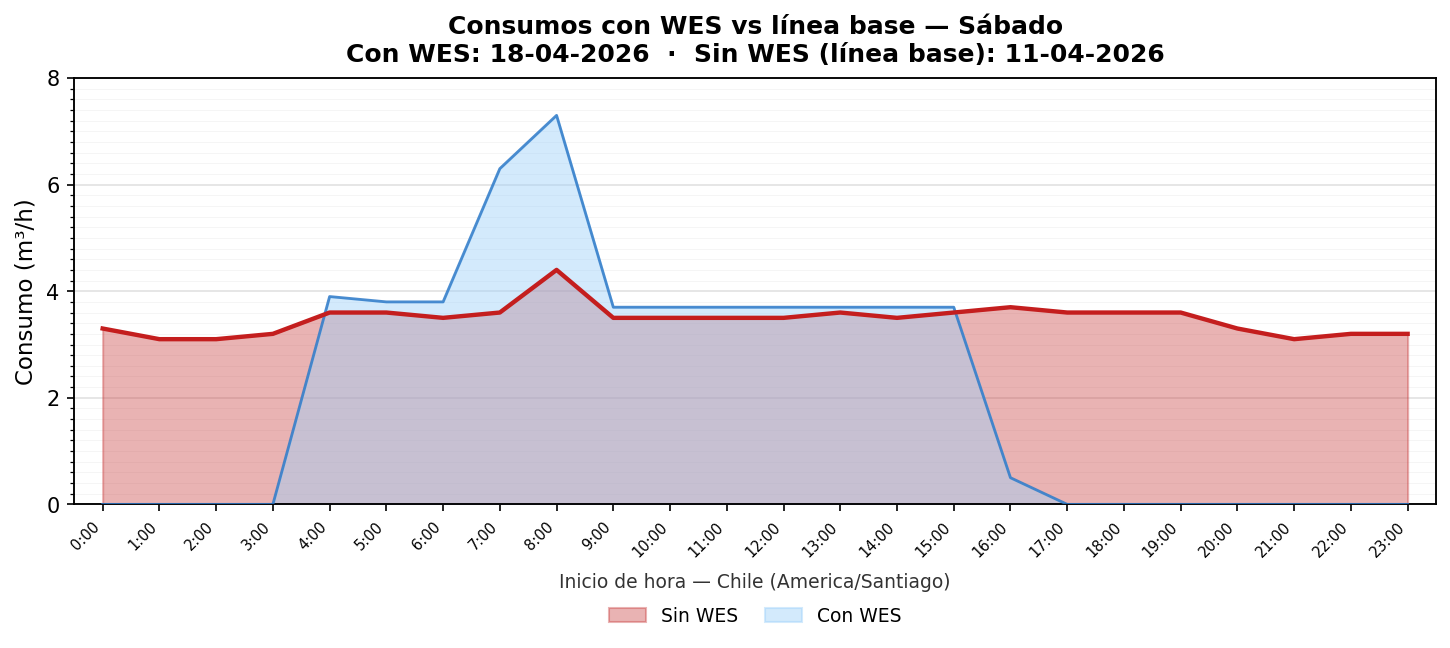 Consumos con WES vs línea base — Sábado
Con WES: 18-04-2026 · Sin WES (línea base): 11-04-2026
Consumo (m³/h)
8
6
4
2
0
0:00 1:00 2:00 3:00 4:00 5:00 6:00 7:00 8:00 9:00 10:00 11:00 12:00 13:00 14:00 15:00 16:00 17:00 18:00 19:00 20:00 21:00 22:00 23:00
Inicio de hora — Chile (America/Santiago)
Sin WES Con WES